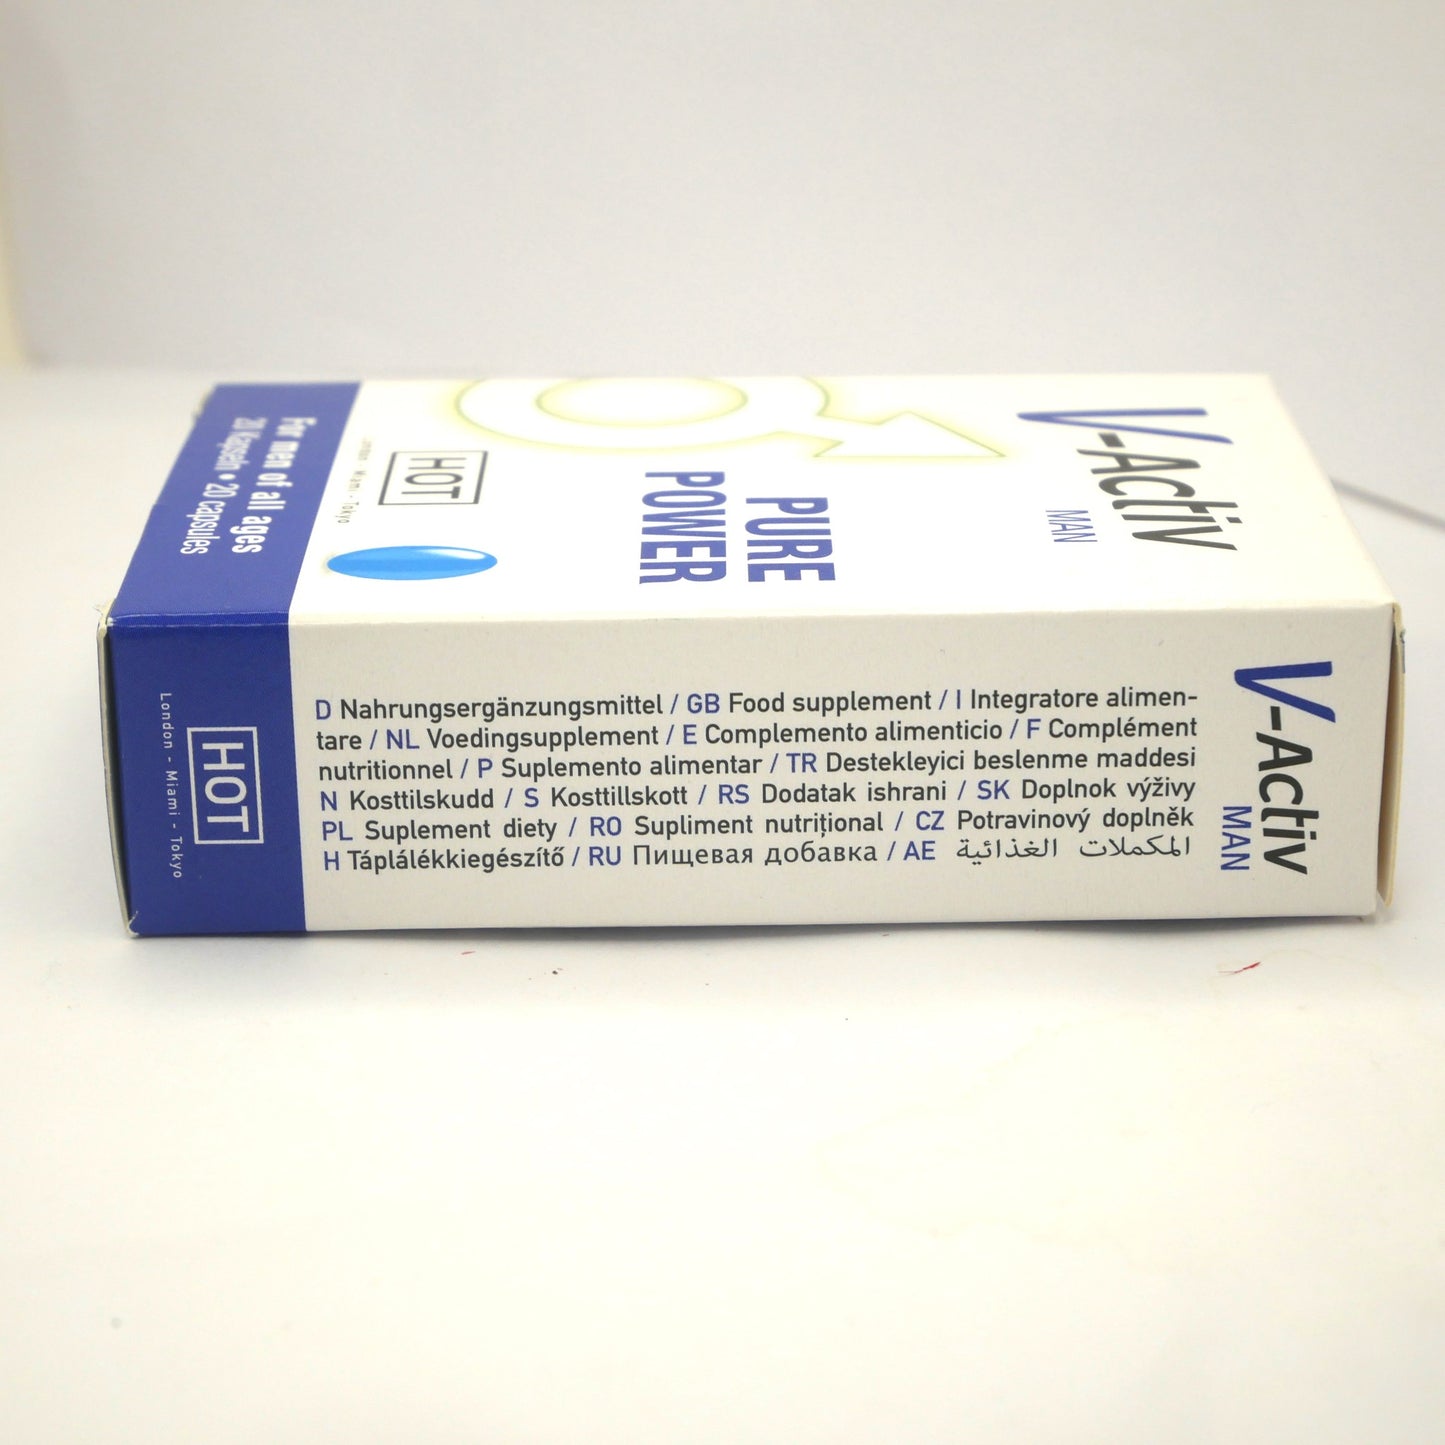 V-Activ
MAN
PURE
POWER
HOT
London - Miami - Tokyo
For men of all ages
20 Kapseln • 20 capsules
V-Activ
MAN
D Nahrungsergänzungsmittel / GB Food supplement / I Integratore alimen-
tare / NL Voedingsupplement / E Complemento alimenticio / F Complément
nutritionnel / P Suplemento alimentar / TR Destekleyici beslenme maddesi
N Kosttilskudd / S Kosttillskott / RS Dodatak ishrani / SK Doplnok výživy
PL Suplement diety / RO Supliment nutrițional / CZ Potravinový doplněk
H Táplálékkiegészítő / RU Пищевая добавка / AE المكملات الغذائية
HOT
London - Miami - Tokyo